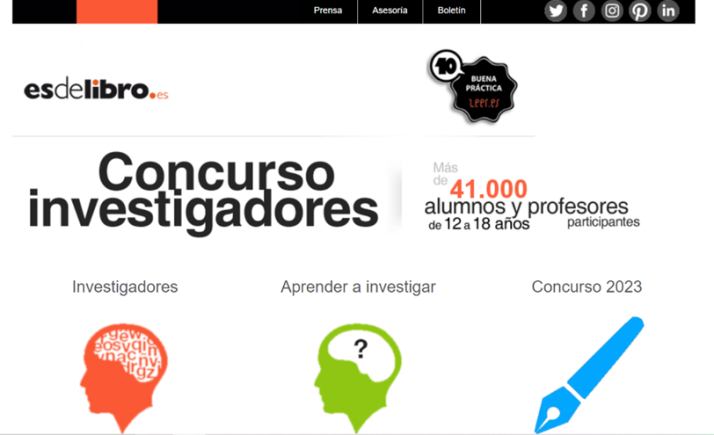 Prensa Asesoría Boletín
esdelibro.es
10
BUENA
PRÁCTICA
Leer.es
Concurso
investigadores
Más
de 41.000
alumnos y profesores
de 12 a 18 años participantes
Investigadores Aprender a investigar Concurso 2023
?